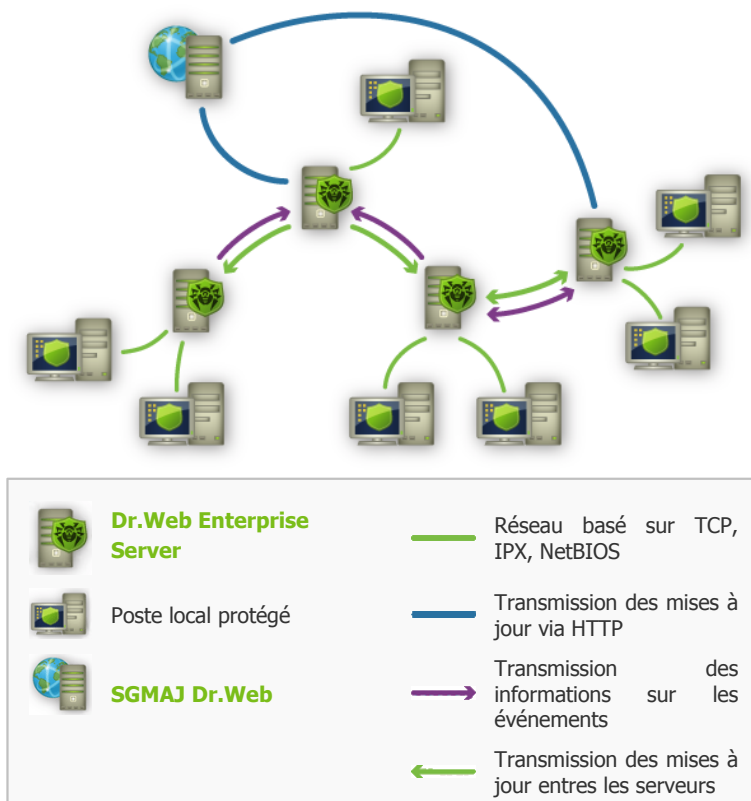 Dr.Web Enterprise
Server
Réseau basé sur TCP,
IPX, NetBIOS
Poste local protégé
Transmission des mises à
jour via HTTP
SGMAJ Dr.Web
Transmission des
informations sur les
événements
Transmission des mises à
jour entres les serveurs